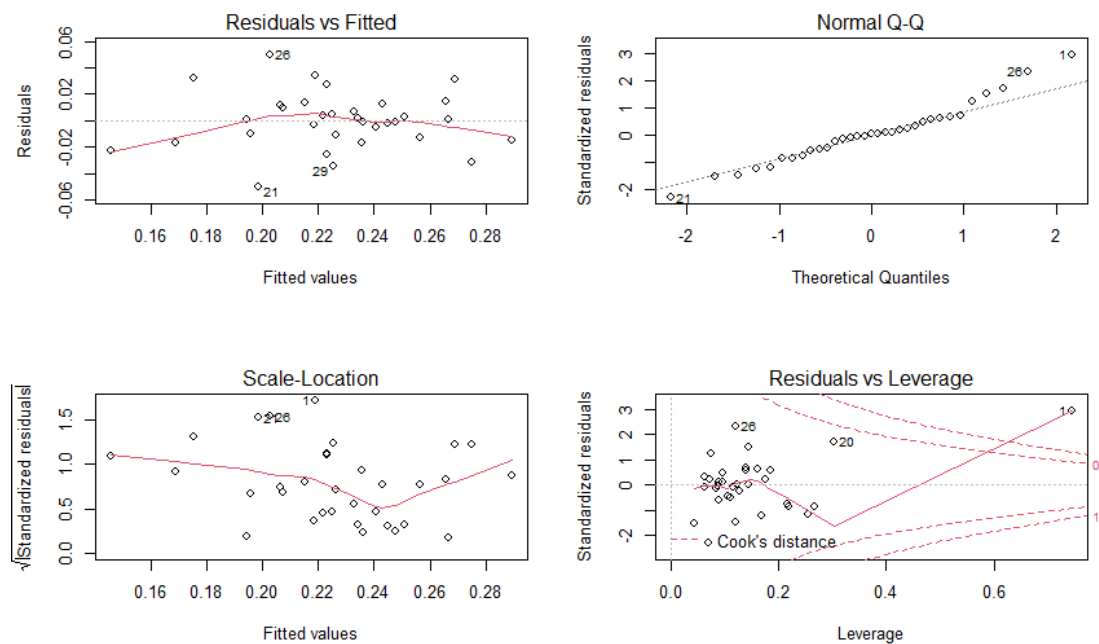 Residuals vs Fitted
Residuals
-0.06 -0.02 0.02 0.06
26
29
21
0.16 0.18 0.20 0.22 0.24 0.26 0.28
Fitted values
Normal Q-Q
Standardized residuals
-2 0 1 2 3
1
26
21
-2 -1 0 1 2
Theoretical Quantiles
Scale-Location
√|Standardized residuals|
0.0 0.5 1.0 1.5
1
21
26
0.16 0.18 0.20 0.22 0.24 0.26 0.28
Fitted values
Residuals vs Leverage
Standardized residuals
-2 0 1 2 3
1
26
20
0
1
Cook's distance
0.0 0.2 0.4 0.6
Leverage